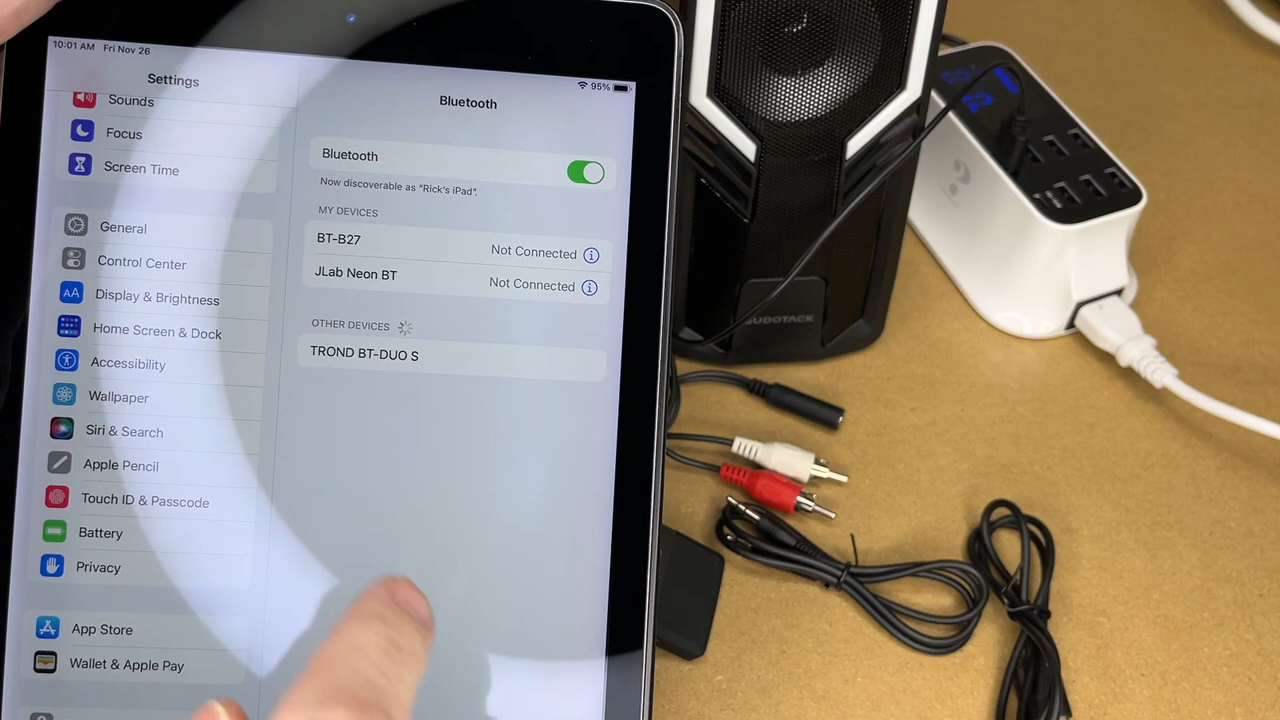 10:01 AM Fri Nov 26
95%
Settings
Sounds
Focus
Screen Time
General
Control Center
Display & Brightness
Home Screen & Dock
Accessibility
Wallpaper
Siri & Search
Apple Pencil
Touch ID & Passcode
Battery
Privacy
App Store
Wallet & Apple Pay
Bluetooth
Bluetooth
Now discoverable as “Rick's iPad”.
MY DEVICES
BT-B27 Not Connected
JLab Neon BT Not Connected
OTHER DEVICES
TROND BT-DUO S
AA
SUDOTACK
?